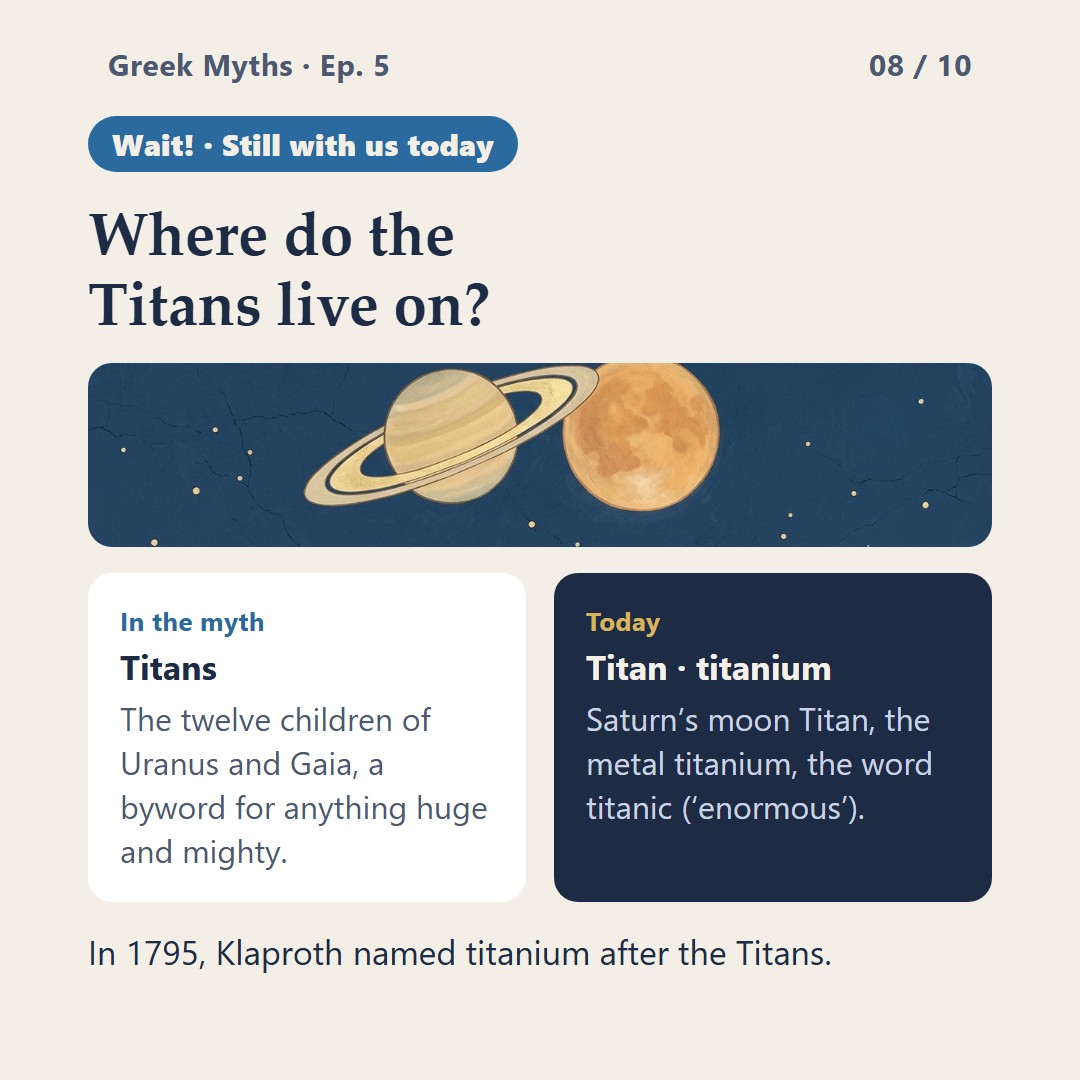 Greek Myths · Ep. 5
08 / 10
Wait! · Still with us today
Where do the
Titans live on?
In the myth
Titans
The twelve children of
Uranus and Gaia, a
byword for anything huge
and mighty.
Today
Titan · titanium
Saturn’s moon Titan, the
metal titanium, the word
titanic (‘enormous’).
In 1795, Klaproth named titanium after the Titans.